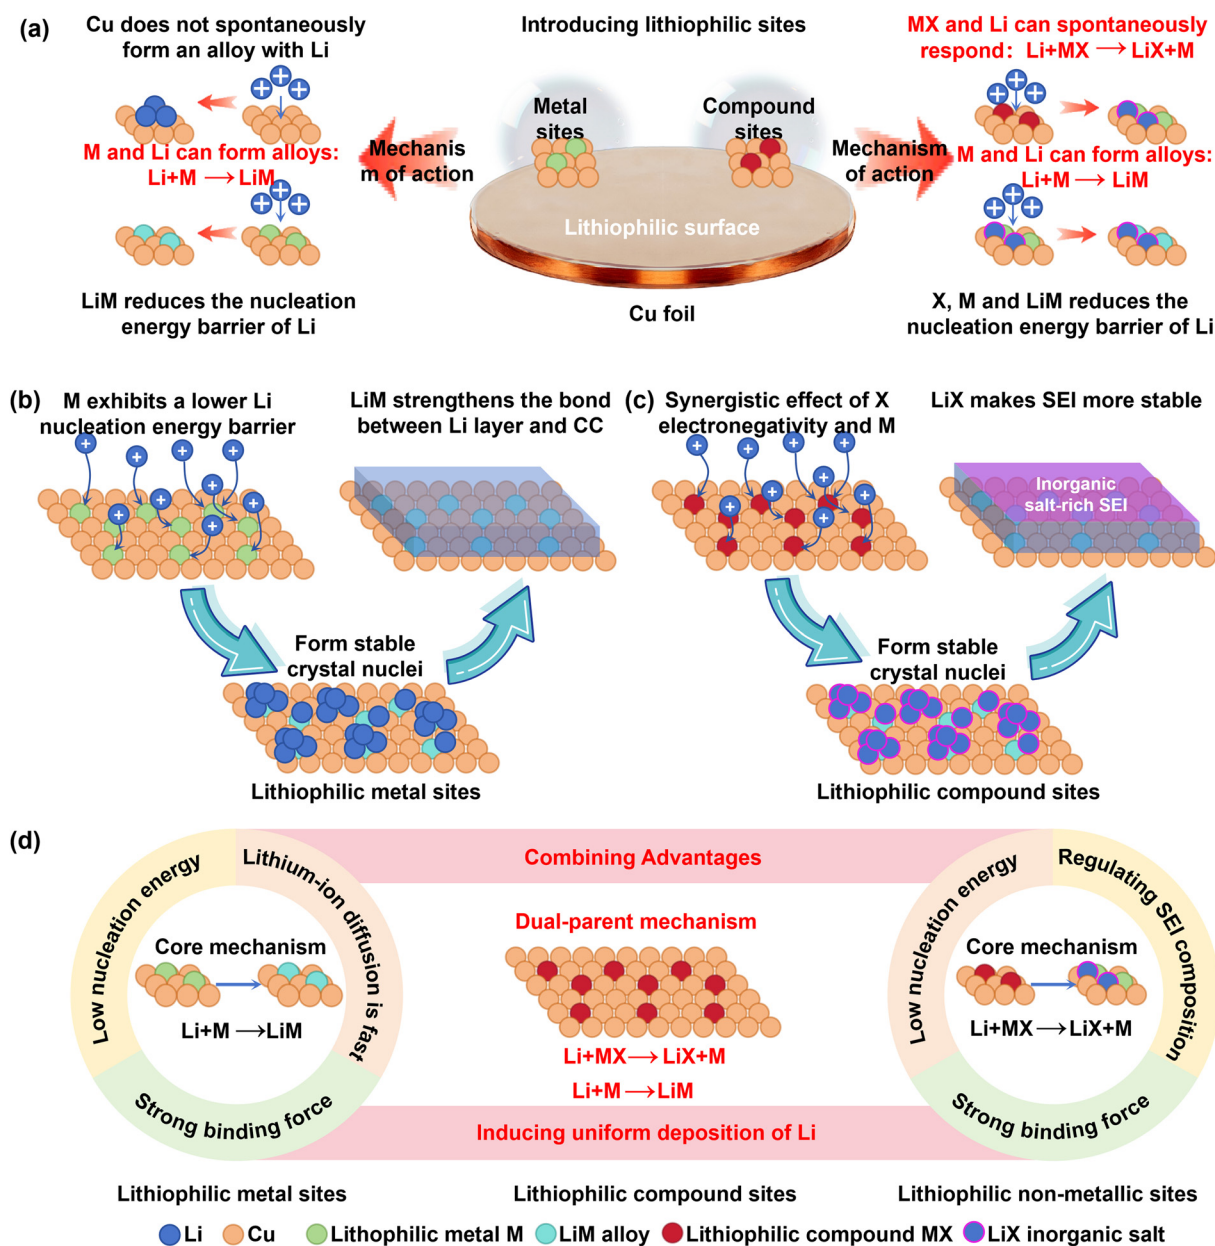 (a)
Cu does not spontaneously
form an alloy with Li
M and Li can form alloys:
Li+M → LiM
LiM reduces the nucleation
energy barrier of Li
Introducing lithiophilic sites
Metal
sites
Compound
sites
Mechanis
m of action
Mechanism
of action
Lithiophilic surface
Cu foil
MX and Li can spontaneously
respond: Li+MX → LiX+M
M and Li can form alloys:
Li+M → LiM
X, M and LiM reduces the
nucleation energy barrier of Li
(b)
M exhibits a lower Li
nucleation energy barrier
LiM strengthens the bond
between Li layer and CC
Form stable
crystal nuclei
Lithiophilic metal sites
(c)
Synergistic effect of X
electronegativity and M
LiX makes SEI more stable
Inorganic
salt-rich SEI
Form stable
crystal nuclei
Lithiophilic compound sites
(d)
Low nucleation energy
Lithium-ion diffusion is fast
Strong binding force
Core mechanism
Li+M → LiM
Lithiophilic metal sites
Combining Advantages
Dual-parent mechanism
Li+MX → LiX+M
Li+M → LiM
Inducing uniform deposition of Li
Lithiophilic compound sites
Low nucleation energy
Regulating SEI composition
Strong binding force
Core mechanism
Li+MX → LiX+M
Lithiophilic non-metallic sites
Li Cu Lithophilic metal M LiM alloy Lithiophilic compound MX LiX inorganic salt